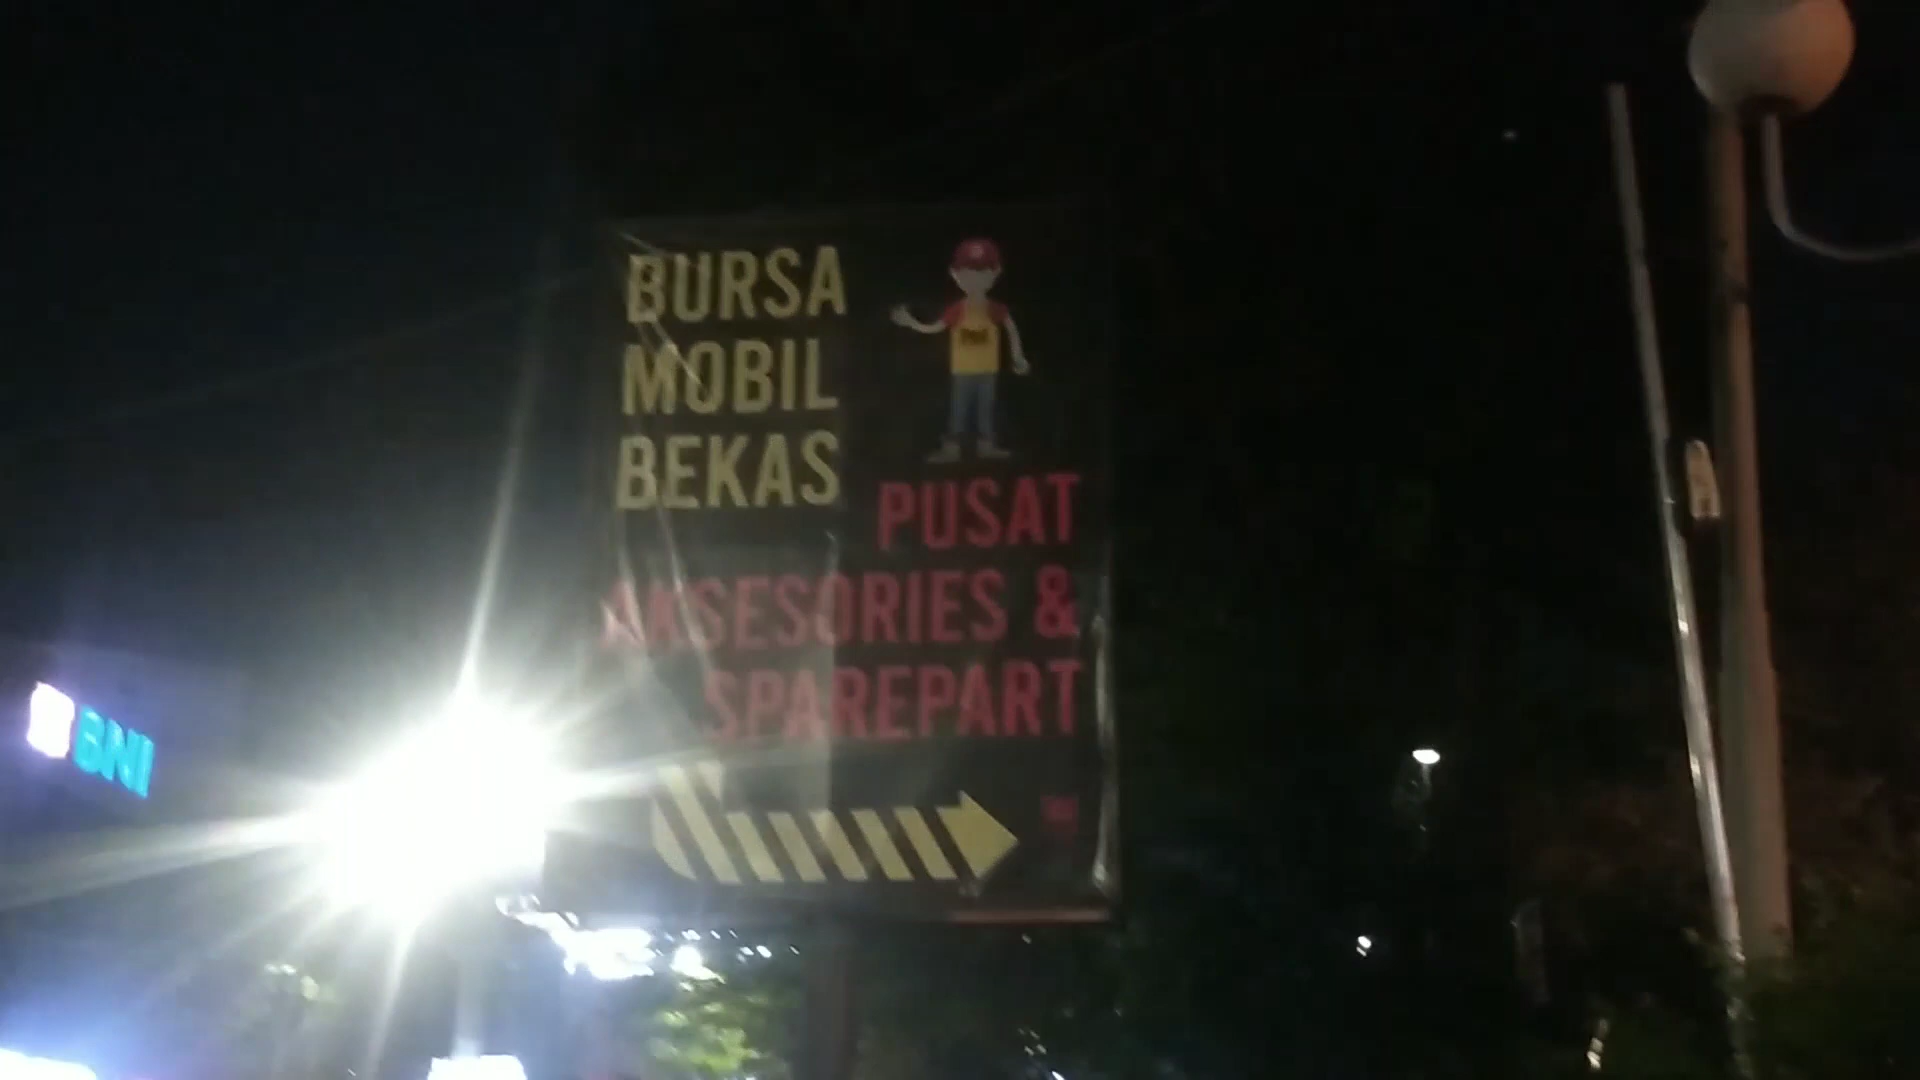 BURSA
MOBIL
BEKAS
PUSAT
AKSESORIES &
SPAREPART
BNI